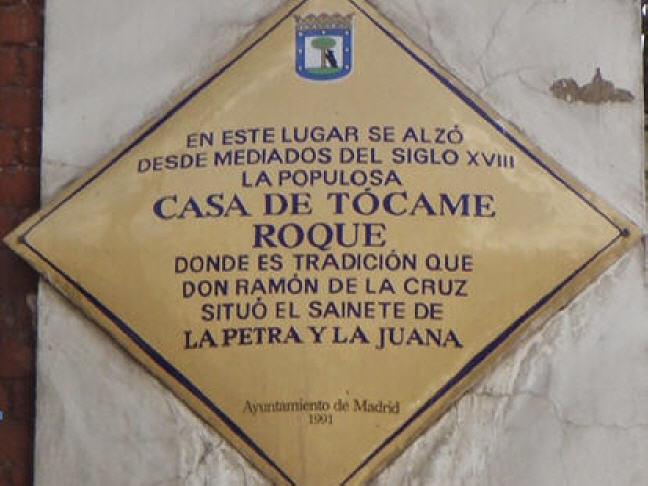 EN ESTE LUGAR SE ALZÓ
DESDE MEDIADOS DEL SIGLO XVIII
LA POPULOSA
CASA DE TÓCAME
ROQUE
DONDE ES TRADICIÓN QUE
DON RAMÓN DE LA CRUZ
SITUÓ EL SAINETE DE
LA PETRA Y LA JUANA
Ayuntamiento de Madrid
1991